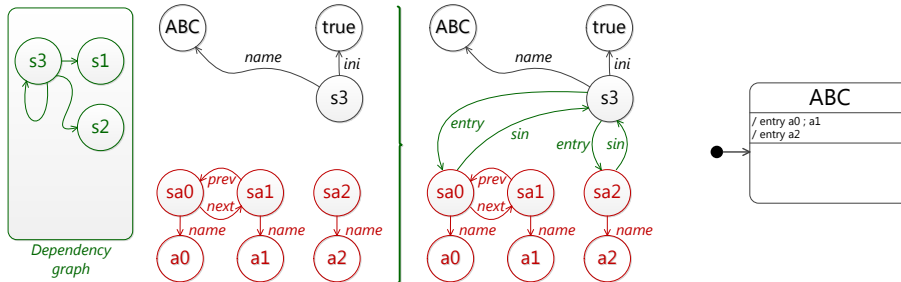 s3
s1
s2
Dependency
graph
ABC
true
name
ini
s3
prev
sa0
sa1
sa2
next
name
name
name
a0
a1
a2
ABC
true
name
ini
s3
entry
sin
entry
sin
prev
sa0
sa1
sa2
next
name
name
name
a0
a1
a2
ABC
/ entry a0 ; a1
/ entry a2